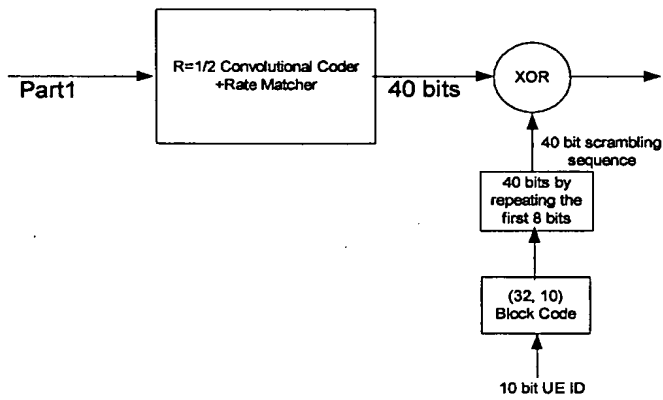 R=1/2 Convolutional Coder
+Rate Matcher
Part1
40 bits
XOR
40 bit scrambling
sequence
40 bits by
repeating the
first 8 bits
(32, 10)
Block Code
10 bit UE ID